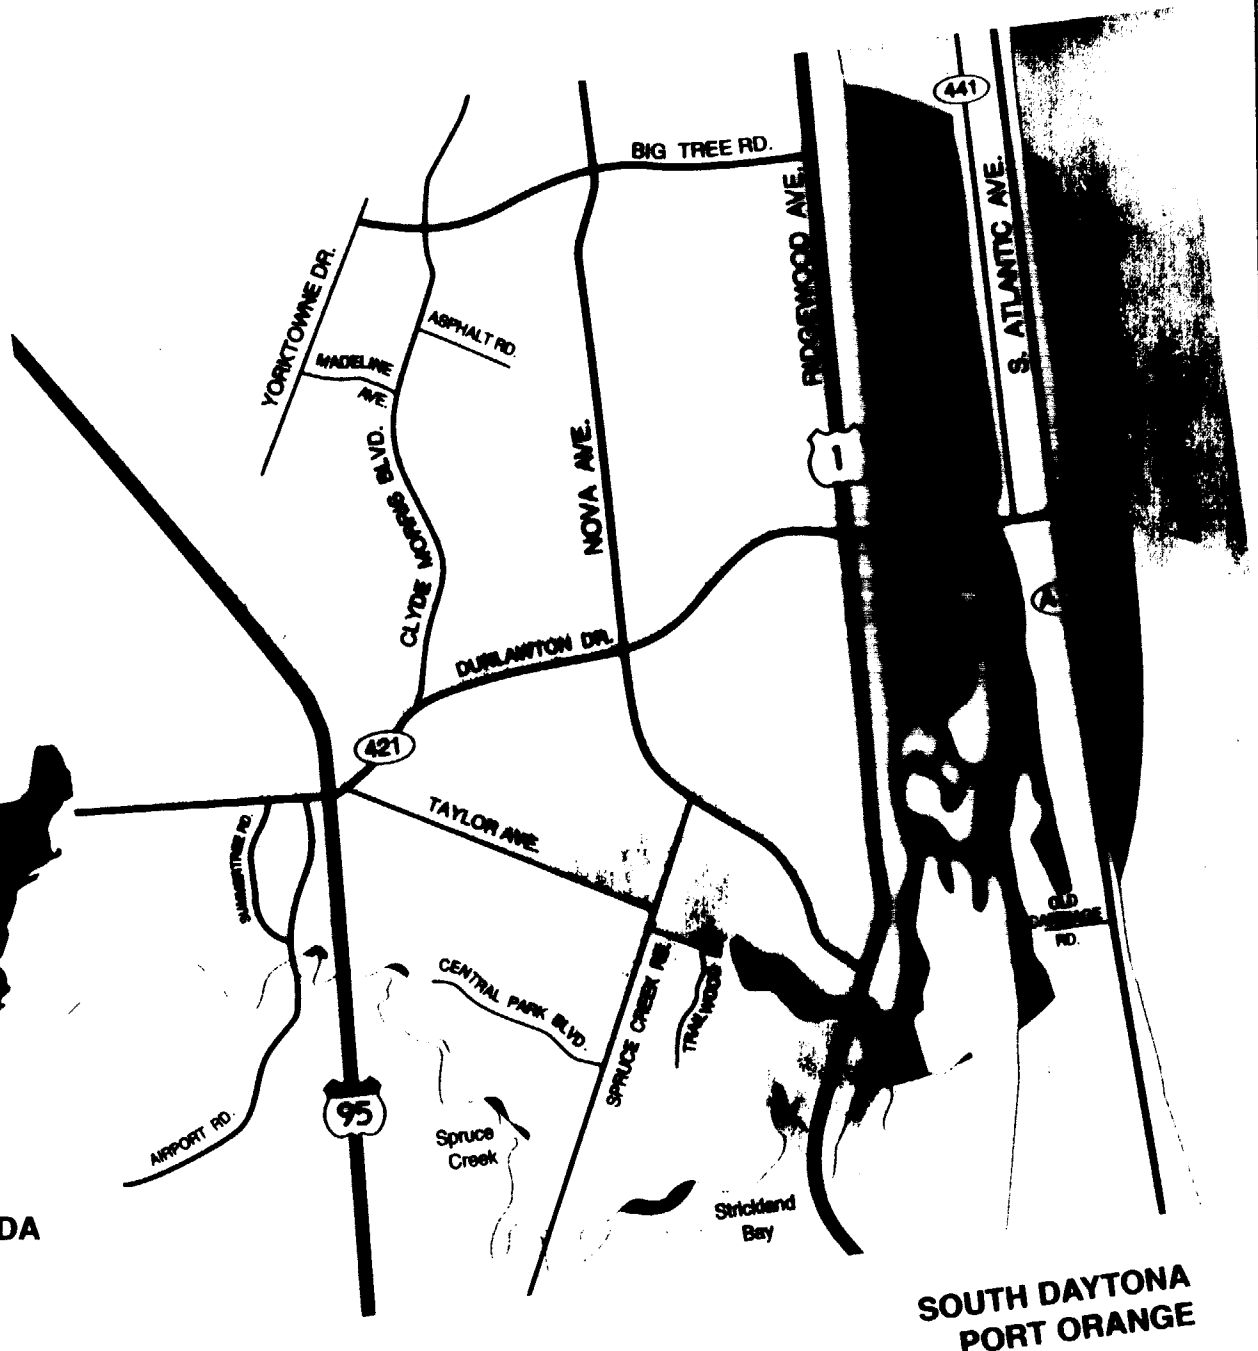 441
BIG TREE RD.
RIDGEWOOD AVE.
S. ATLANTIC AVE.
YORKTOWNE DR.
ASPHALT RD.
MADELINE
AVE.
CLYDE MORRIS BLVD.
NOVA AVE.
1
DUNLAWTON DR.
421
TAYLOR AVE.
SUMMERTREE RD.
OLD
RD.
CENTRAL PARK BLVD.
SPRUCE CREEK RD.
TRAILWOOD
95
AIRPORT RD.
Spruce
Creek
Strickland
Bay
DA
SOUTH DAYTONA
PORT ORANGE